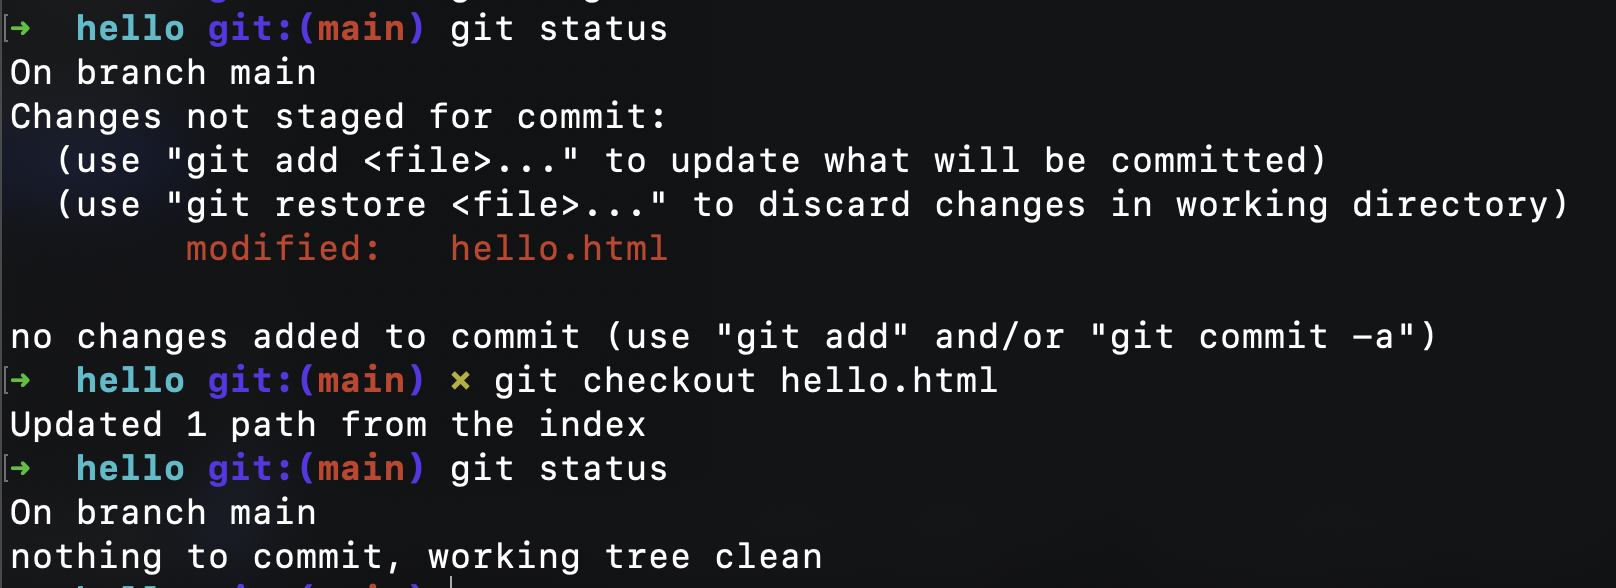 ➜  hello git:(main) git status
On branch main
Changes not staged for commit:
  (use "git add <file>..." to update what will be committed)
  (use "git restore <file>..." to discard changes in working directory)
        modified:   hello.html

no changes added to commit (use "git add" and/or "git commit -a")
➜  hello git:(main) ✗ git checkout hello.html
Updated 1 path from the index
➜  hello git:(main) git status
On branch main
nothing to commit, working tree clean